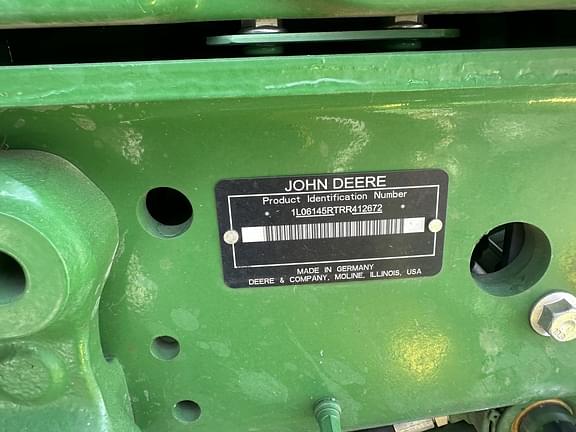 JOHN DEERE
Product Identification Number
* 1L06145RTRR412672 *
MADE IN GERMANY
DEERE & COMPANY, MOLINE, ILLINOIS, USA